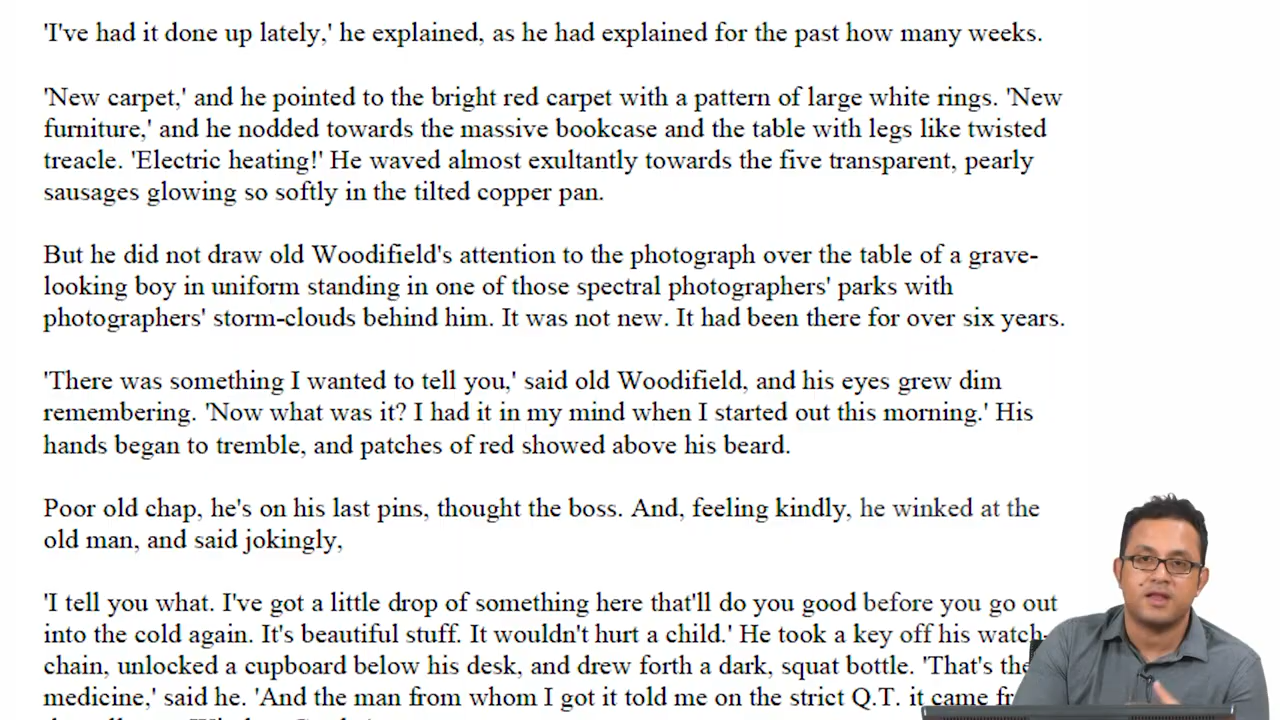 'I've had it done up lately,' he explained, as he had explained for the past how many weeks.
'New carpet,' and he pointed to the bright red carpet with a pattern of large white rings. 'New
furniture,' and he nodded towards the massive bookcase and the table with legs like twisted
treacle. 'Electric heating!' He waved almost exultantly towards the five transparent, pearly
sausages glowing so softly in the tilted copper pan.
But he did not draw old Woodifield's attention to the photograph over the table of a grave-
looking boy in uniform standing in one of those spectral photographers' parks with
photographers' storm-clouds behind him. It was not new. It had been there for over six years.
'There was something I wanted to tell you,' said old Woodifield, and his eyes grew dim
remembering. 'Now what was it? I had it in my mind when I started out this morning.' His
hands began to tremble, and patches of red showed above his beard.
Poor old chap, he's on his last pins, thought the boss. And, feeling kindly, he winked at the
old man, and said jokingly,
'I tell you what. I've got a little drop of something here that'll do you good before you go out
into the cold again. It's beautiful stuff. It wouldn't hurt a child.' He took a key off his watch-
chain, unlocked a cupboard below his desk, and drew forth a dark, squat bottle. 'That's the
medicine,' said he. 'And the man from whom I got it told me on the strict Q.T. it came